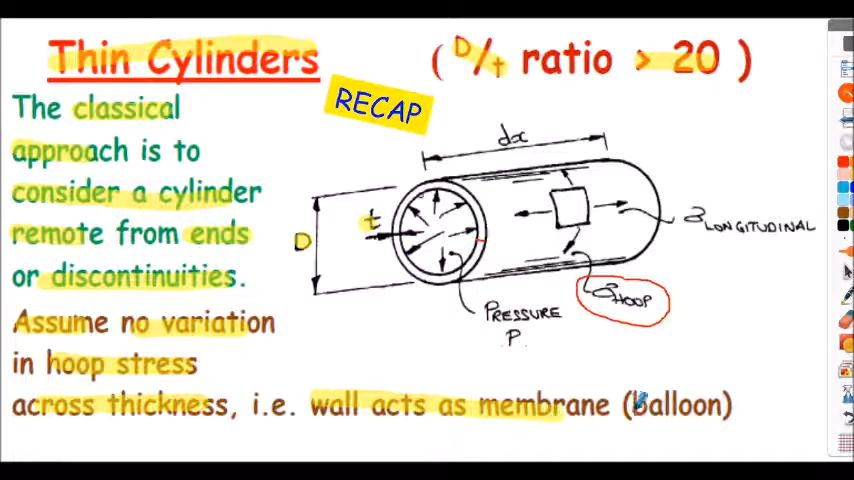 Thin Cylinders
( D/t ratio > 20 )
RECAP
The classical
approach is to
consider a cylinder
remote from ends
or discontinuities.
Assume no variation
in hoop stress
across thickness, i.e. wall acts as membrane (balloon)
dx
t
D
σ LONGITUDINAL
σ HOOP
PRESSURE
P